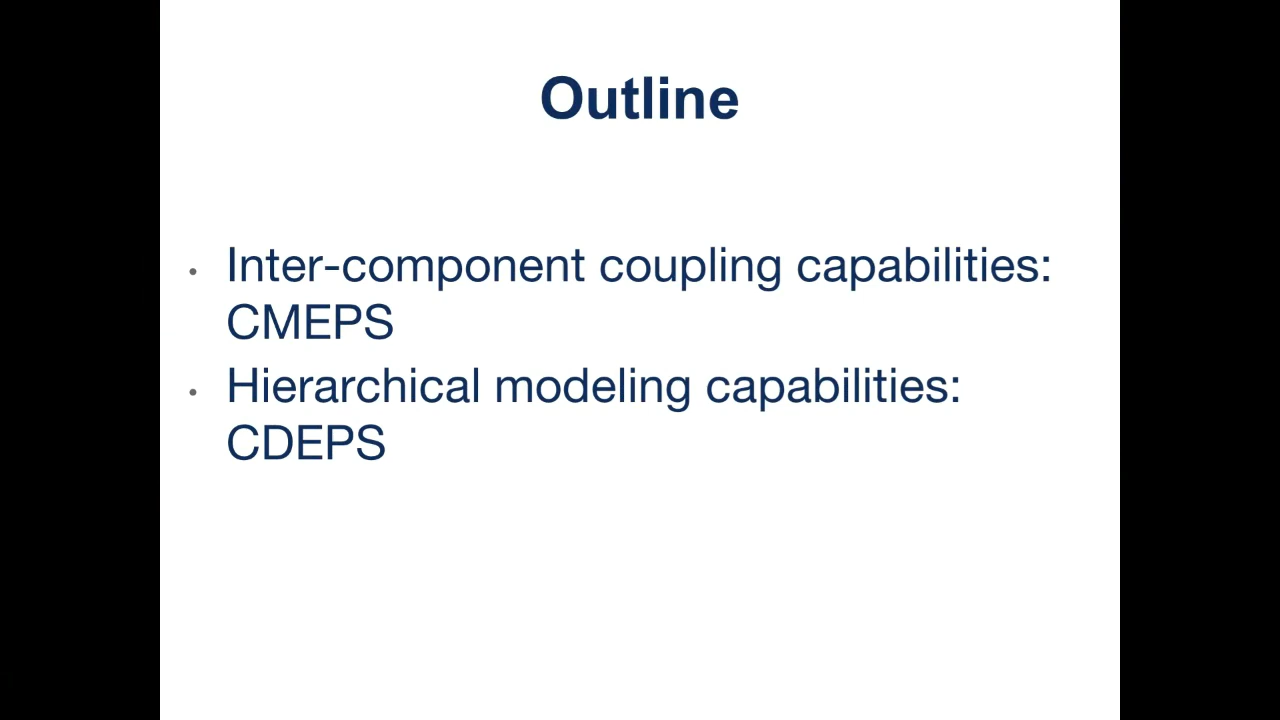 Outline
• Inter-component coupling capabilities:
CMEPS
• Hierarchical modeling capabilities:
CDEPS